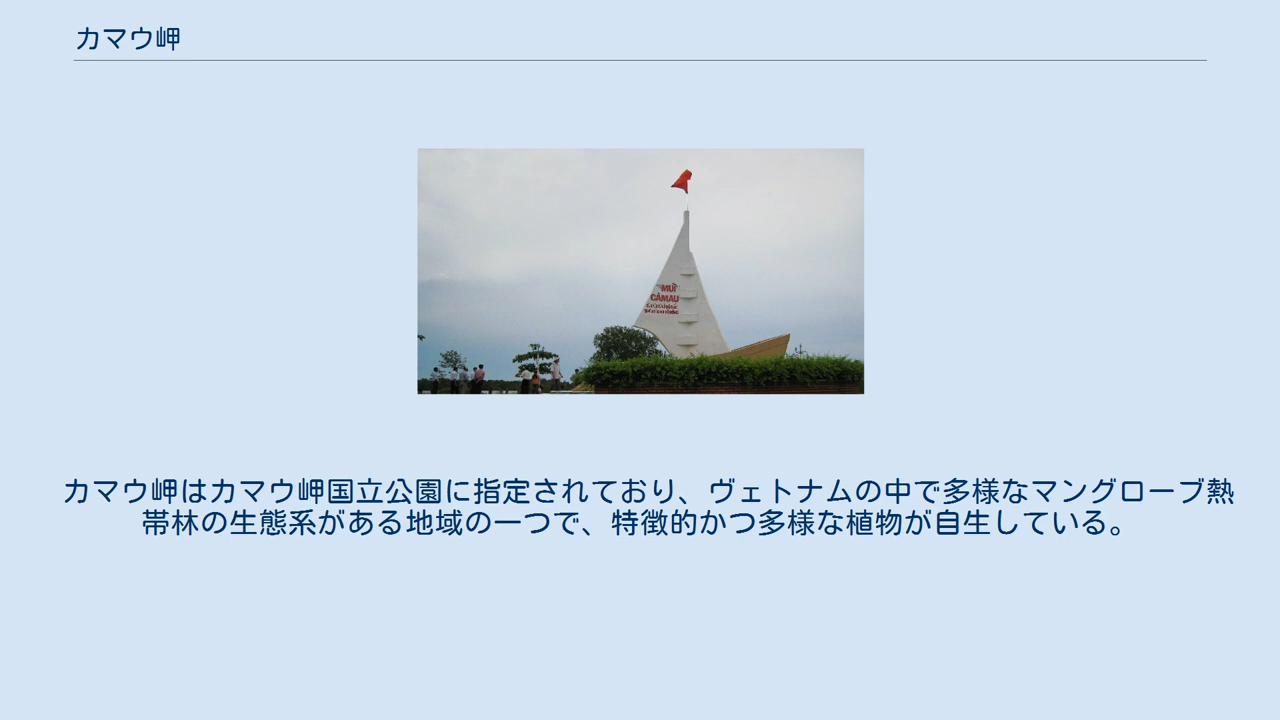 カマウ岬
MŨI
CÀ MAU
カマウ岬はカマウ岬国立公園に指定されており、ヴェトナムの中で多様なマングローブ熱
帯林の生態系がある地域の一つで、特徴的かつ多様な植物が自生している。